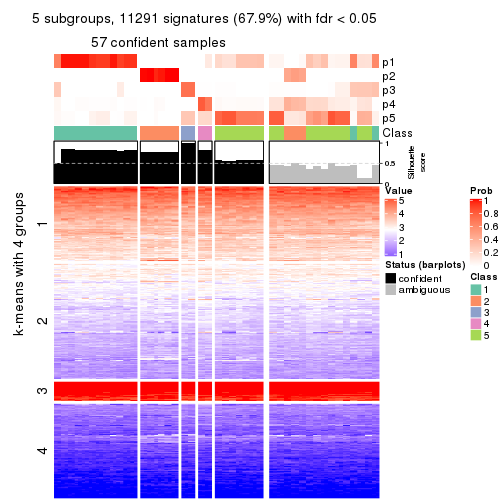 5 subgroups, 11291 signatures (67.9%) with fdr < 0.05
57 confident samples
p1
p2
p3
p4
p5
Class
1
0.5
0
Silhouette
score
k-means with 4 groups
1
2
3
4
Value
5
4
3
2
1
Status (barplots)
confident
ambiguous
Prob
1
0.8
0.6
0.4
0.2
0
Class
1
2
3
4
5